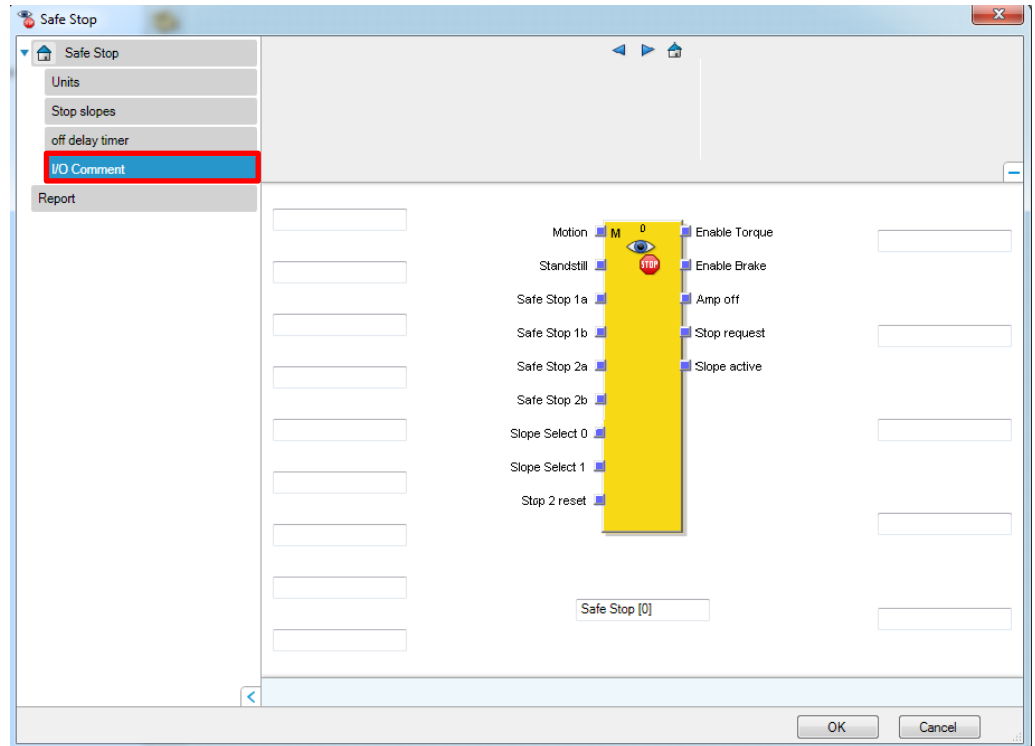 Safe Stop
Safe Stop
Units
Stop slopes
off delay timer
I/O Comment
Report
Motion
Standstill
Safe Stop 1a
Safe Stop 1b
Safe Stop 2a
Safe Stop 2b
Slope Select 0
Slope Select 1
Stop 2 reset
M 0
STOP
Enable Torque
Enable Brake
Amp off
Stop request
Slope active
Safe Stop [0]
OK
Cancel